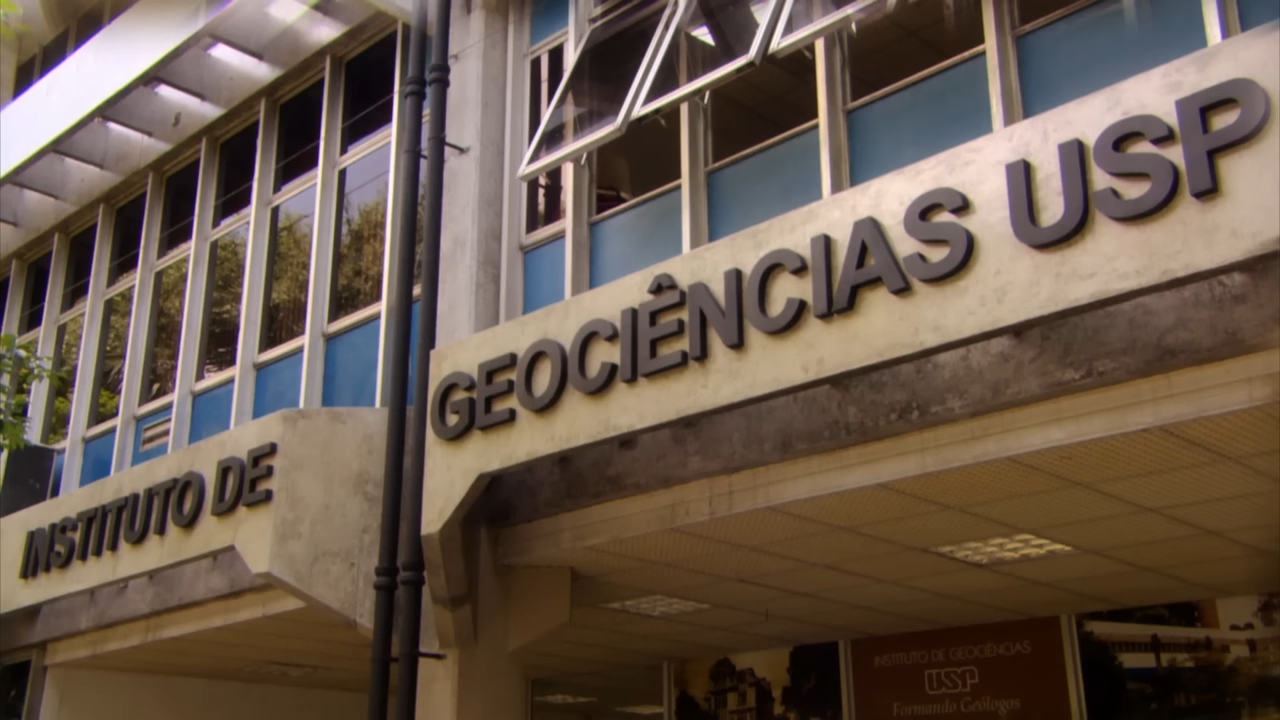 INSTITUTO DE
GEOCIÊNCIAS USP
INSTITUTO DE GEOCIÊNCIAS
USP
Formando Geólogos